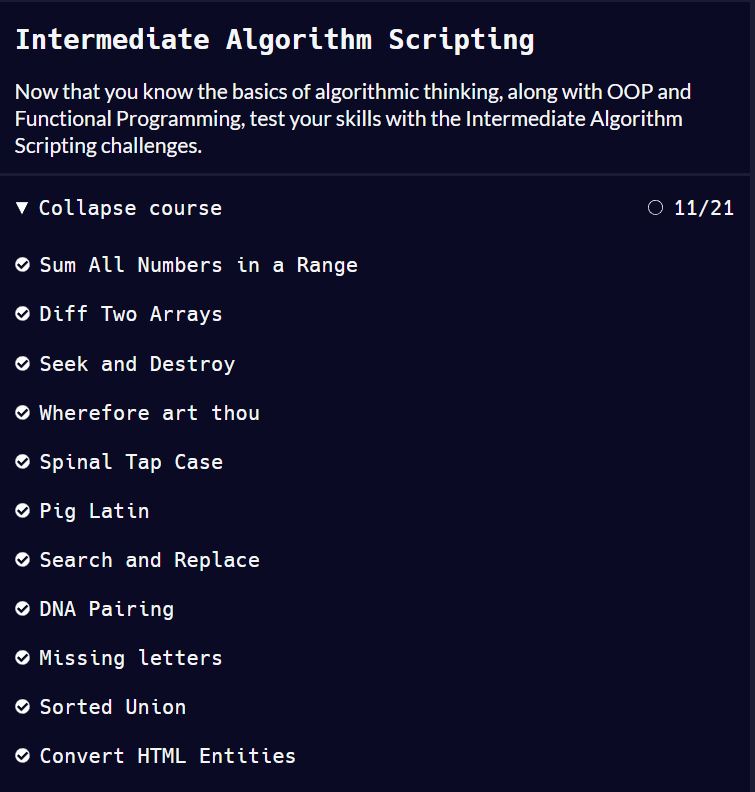 Intermediate Algorithm Scripting
Now that you know the basics of algorithmic thinking, along with OOP and
Functional Programming, test your skills with the Intermediate Algorithm
Scripting challenges.
Collapse course 11/21
Sum All Numbers in a Range
Diff Two Arrays
Seek and Destroy
Wherefore art thou
Spinal Tap Case
Pig Latin
Search and Replace
DNA Pairing
Missing letters
Sorted Union
Convert HTML Entities